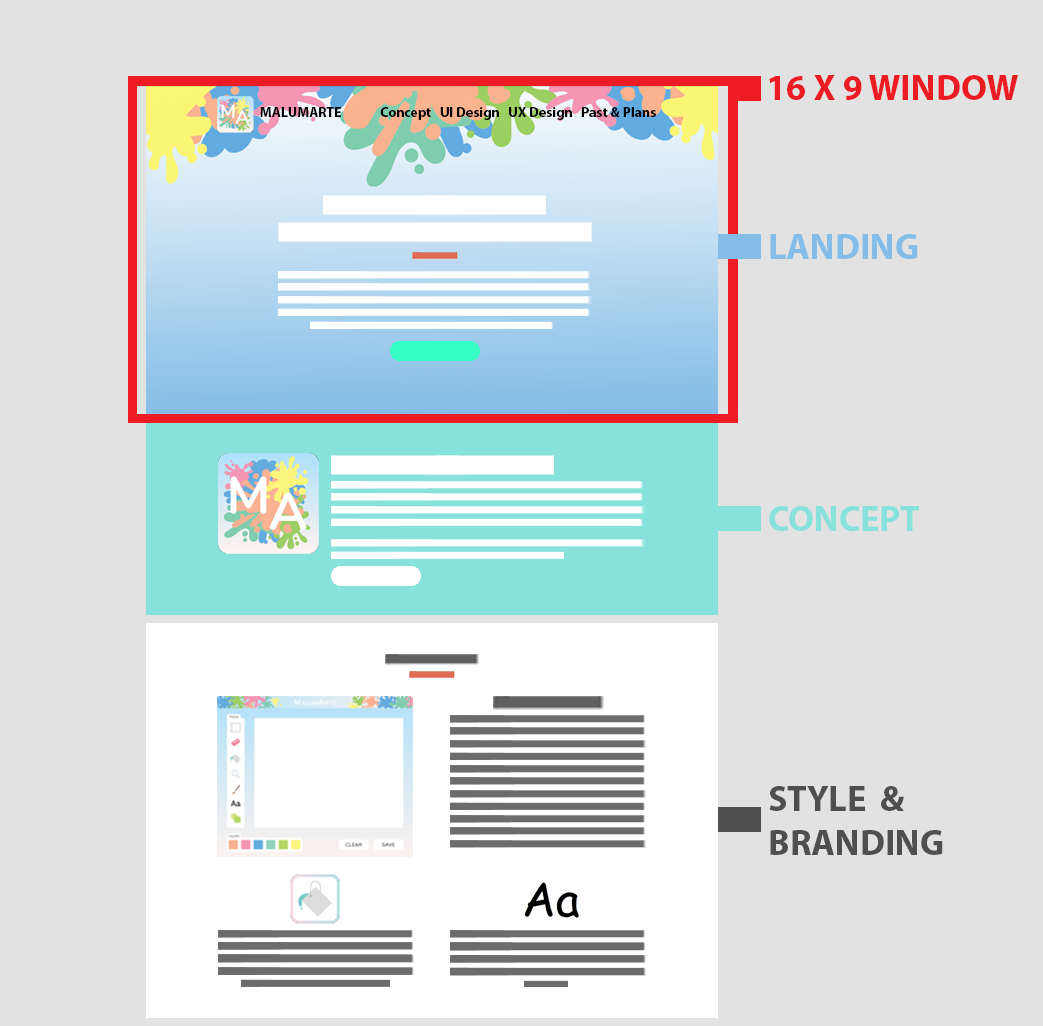 16 X 9 WINDOW
MA MALUMARTE Concept UI Design UX Design Past & Plans
LANDING
MA
CONCEPT
MALUMARTE
Aa
CLEAR SAVE
STYLE &
BRANDING
Aa